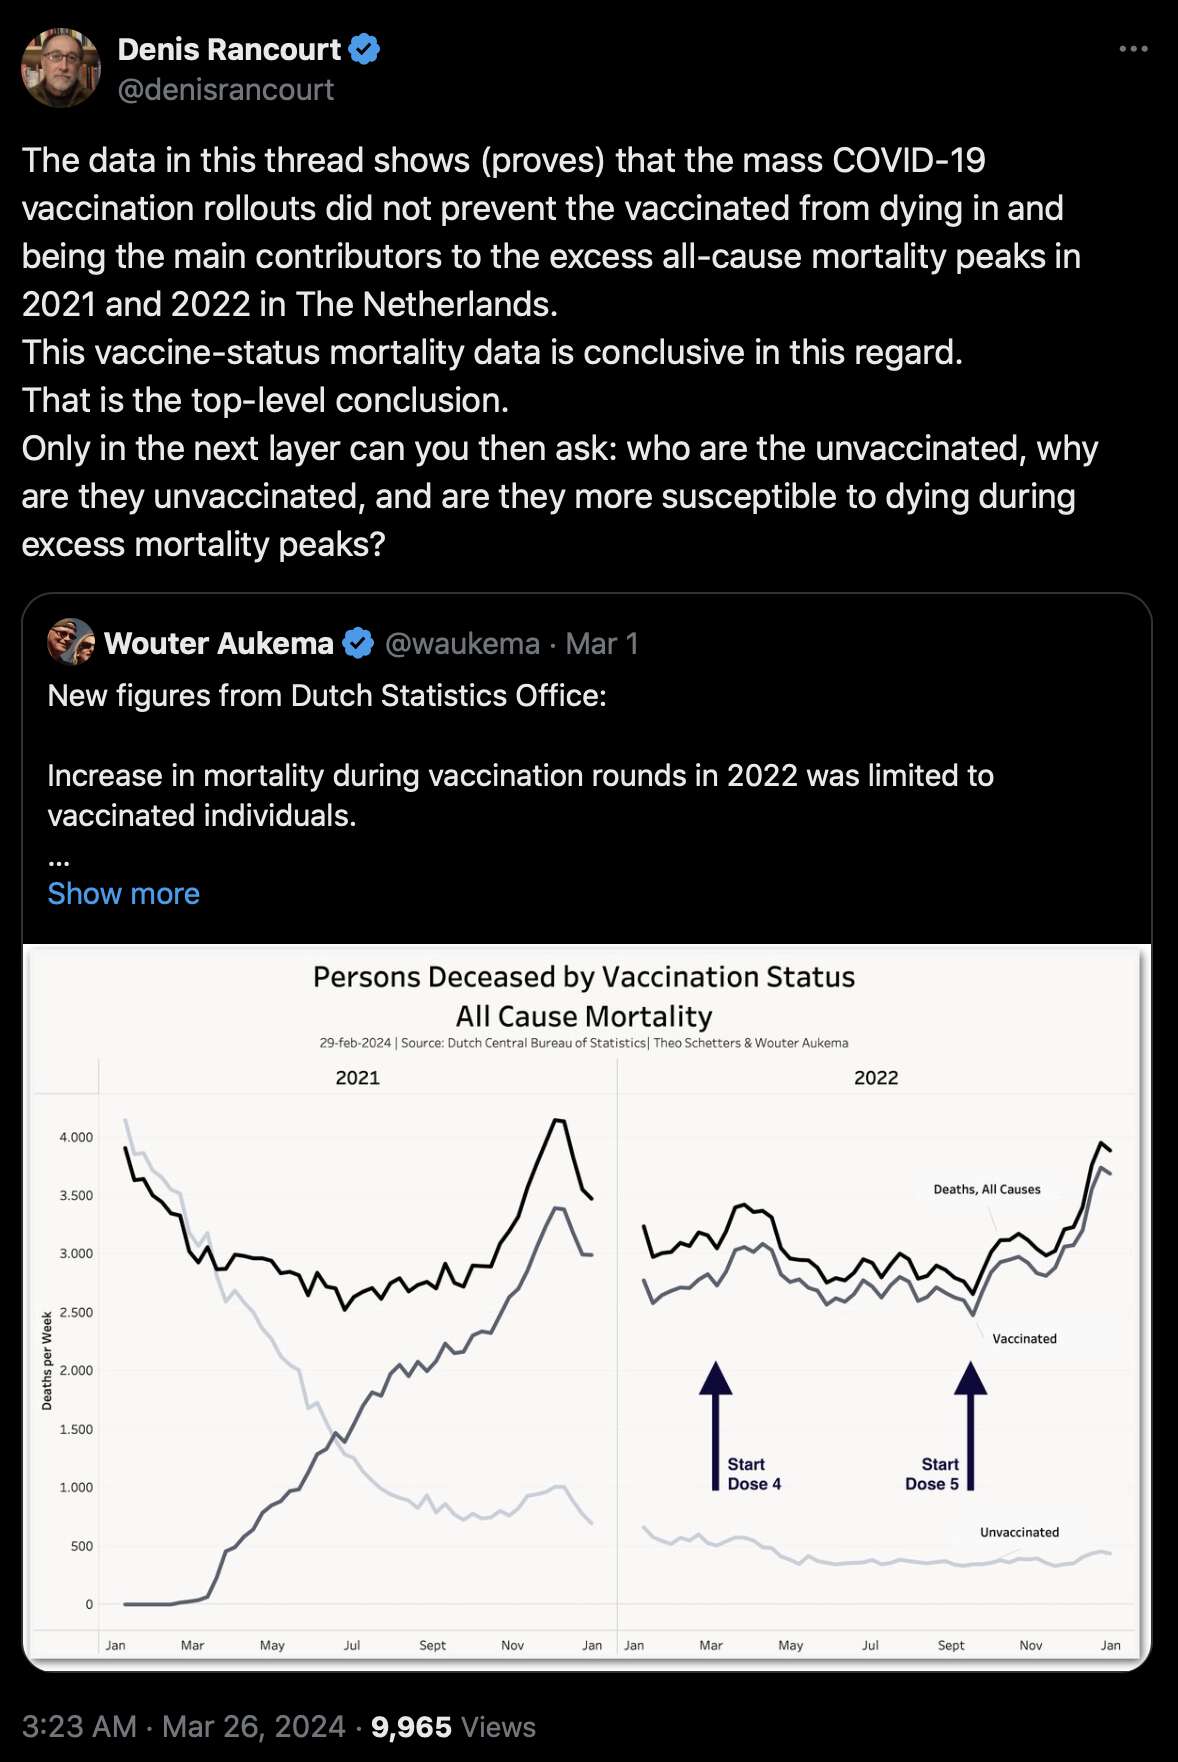 Denis Rancourt
@denisrancourt
The data in this thread shows (proves) that the mass COVID-19
vaccination rollouts did not prevent the vaccinated from dying in and
being the main contributors to the excess all-cause mortality peaks in
2021 and 2022 in The Netherlands.
This vaccine-status mortality data is conclusive in this regard.
That is the top-level conclusion.
Only in the next layer can you then ask: who are the unvaccinated, why
are they unvaccinated, and are they more susceptible to dying during
excess mortality peaks?
Wouter Aukema @waukema · Mar 1
New figures from Dutch Statistics Office:
Increase in mortality during vaccination rounds in 2022 was limited to
vaccinated individuals.
...
Show more
Persons Deceased by Vaccination Status
All Cause Mortality
29-feb-2024 | Source: Dutch Central Bureau of Statistics| Theo Schetters & Wouter Aukema
2021 2022
Deaths per Week
4.000
3.500
3.000
2.500
2.000
1.500
1.000
500
0
Deaths, All Causes
Vaccinated
Start
Dose 4
Start
Dose 5
Unvaccinated
Jan Mar May Jul Sept Nov Jan Jan Mar May Jul Sept Nov Jan
3:23 AM · Mar 26, 2024 · 9,965 Views